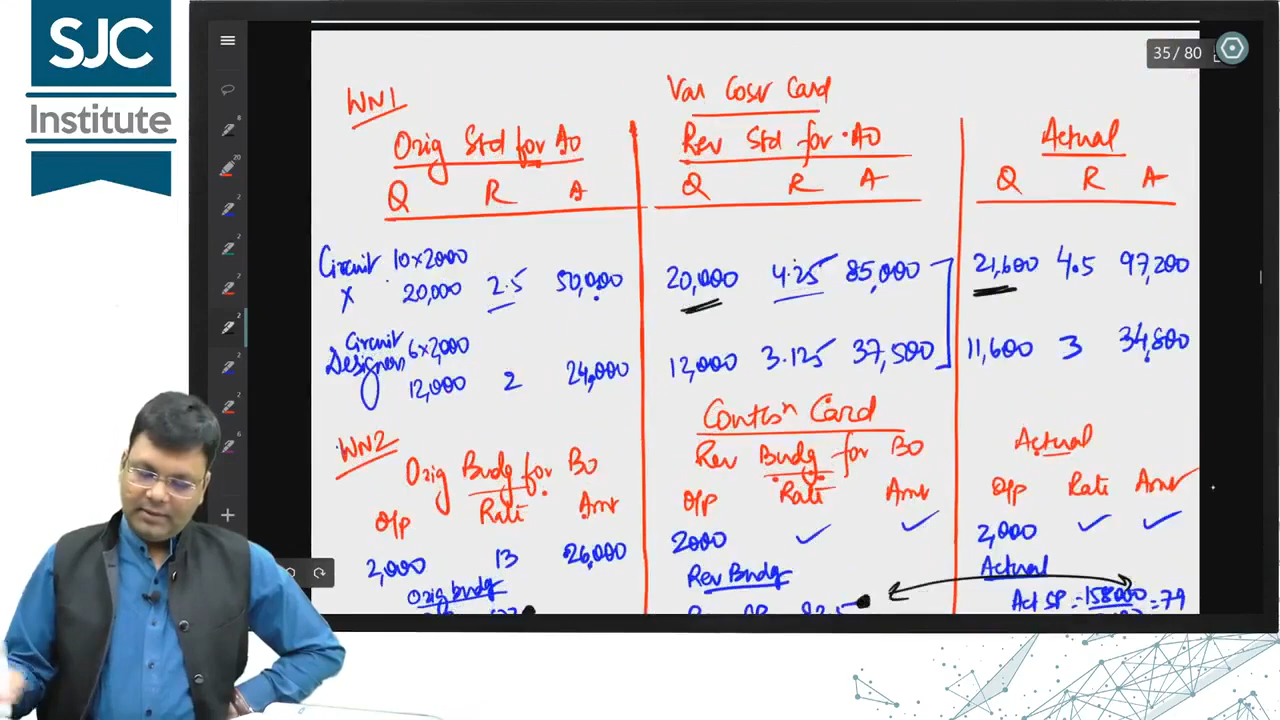 SJC
Institute
35 / 80
WN1
Var Cost Card
Orig Std for AO
Rev Std for AO
Actual
Q R A
Q R A
Q R A
Circuit X 10×2000
20,000 2.5 50,000
20,000 4.25 85,000
21,600 4.5 97,200
Circuit Designer 6×2,000
12,000 2 24,000
12,000 3.125 37,500
11,600 3 34,800
Contbn Card
WN2
Orig Budg for BO
Rev Budg for BO
Actual
O/P Rate Amt
O/P Rate Amt
O/P Rate Amt
2,000 13 26,000
2000 ✓ ✓
2,000 ✓ ✓
Orig budg
Rev Budg
Actual
Act SP = 158000 = 79